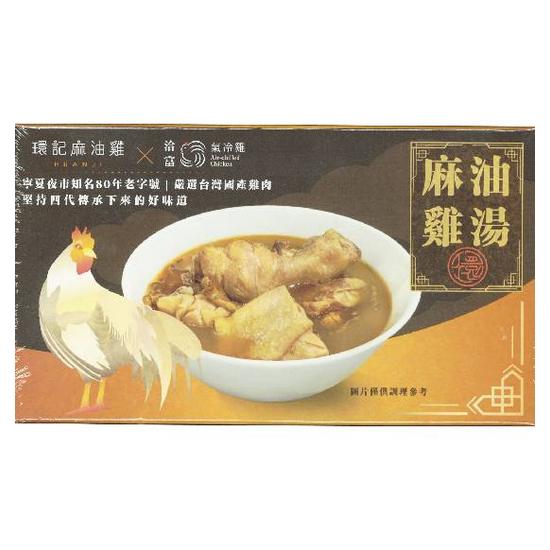 環記麻油雞
HUANJI
×
洽富
氣冷雞
Air-chilled
Chicken
寧夏夜市知名80年老字號|嚴選台灣國產雞肉
堅持四代傳承下來的好味道
麻油
雞湯
環
圖片僅供調理參考